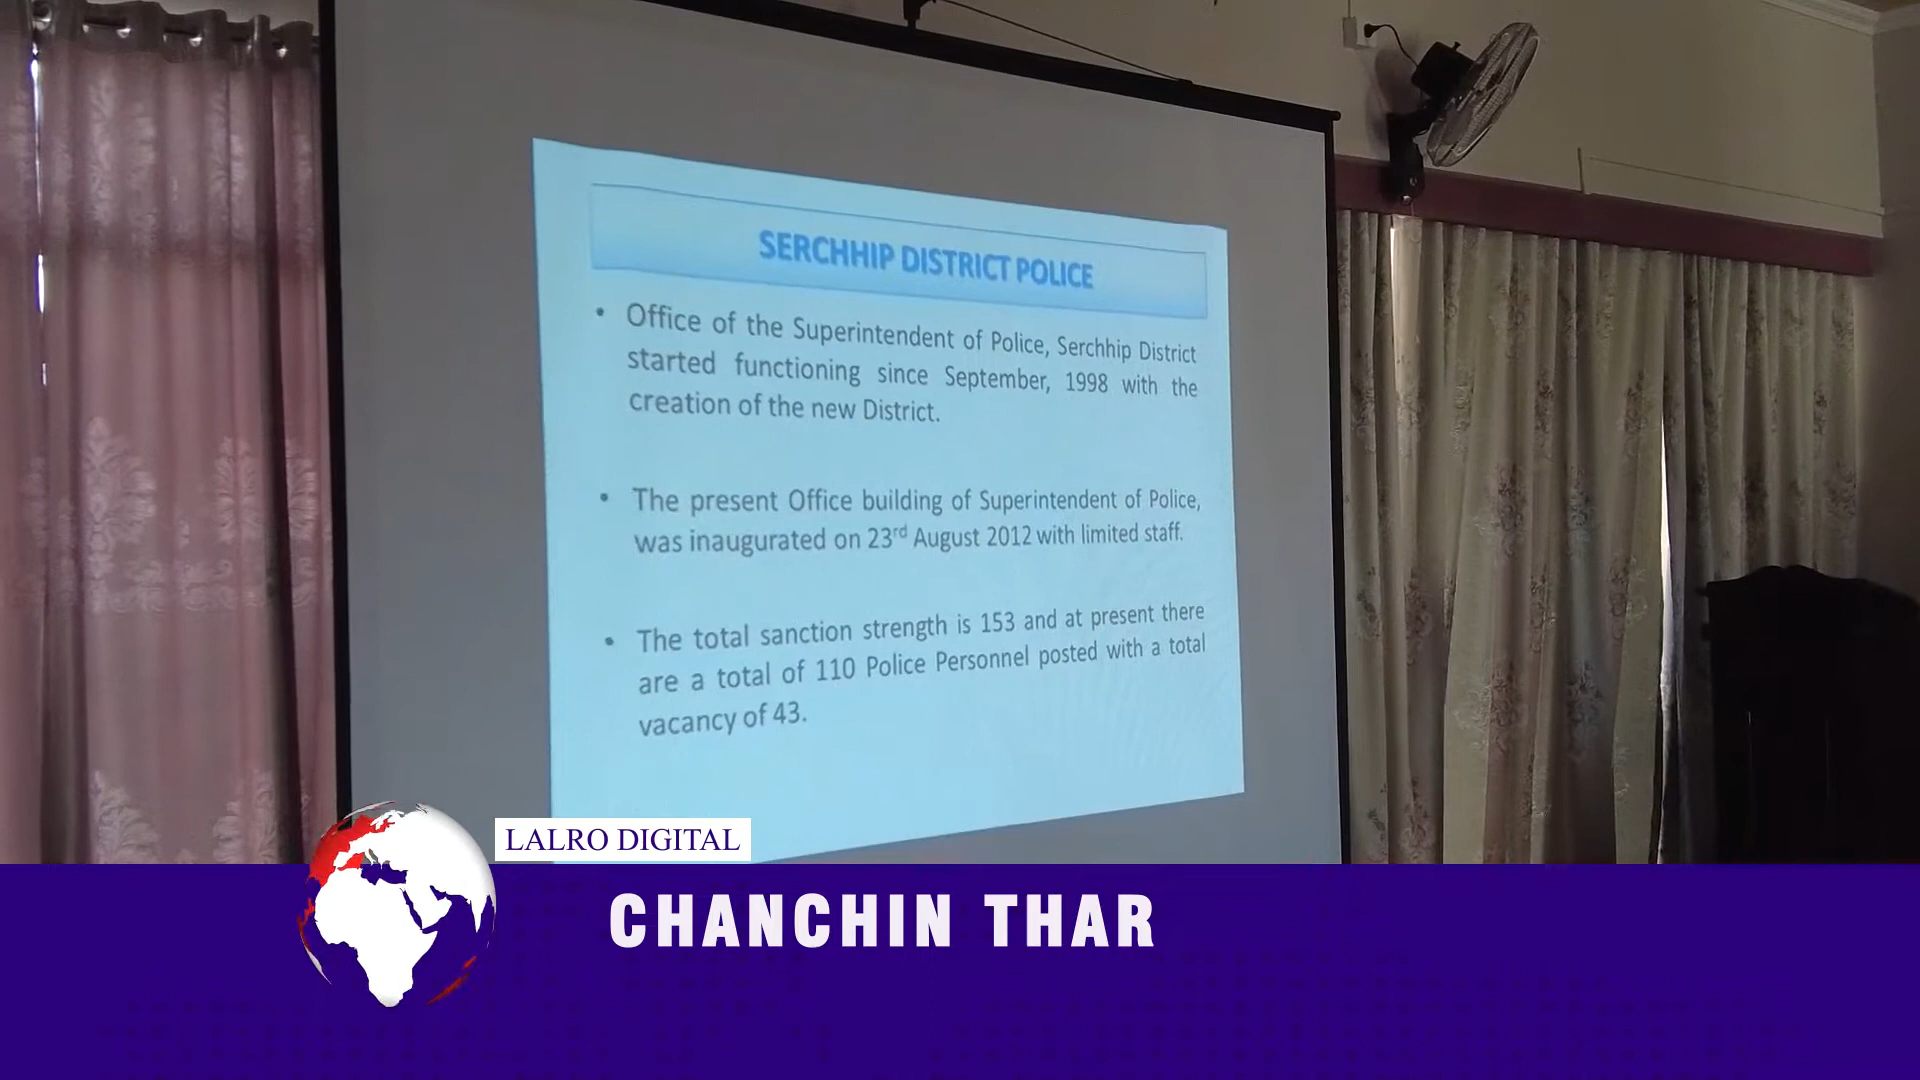 SERCHHIP DISTRICT POLICE
• Office of the Superintendent of Police, Serchhip District
started functioning since September, 1998 with the
creation of the new District.
• The present Office building of Superintendent of Police,
was inaugurated on 23rd August 2012 with limited staff.
• The total sanction strength is 153 and at present there
are a total of 110 Police Personnel posted with a total
vacancy of 43.
LALRO DIGITAL
CHANCHIN THAR